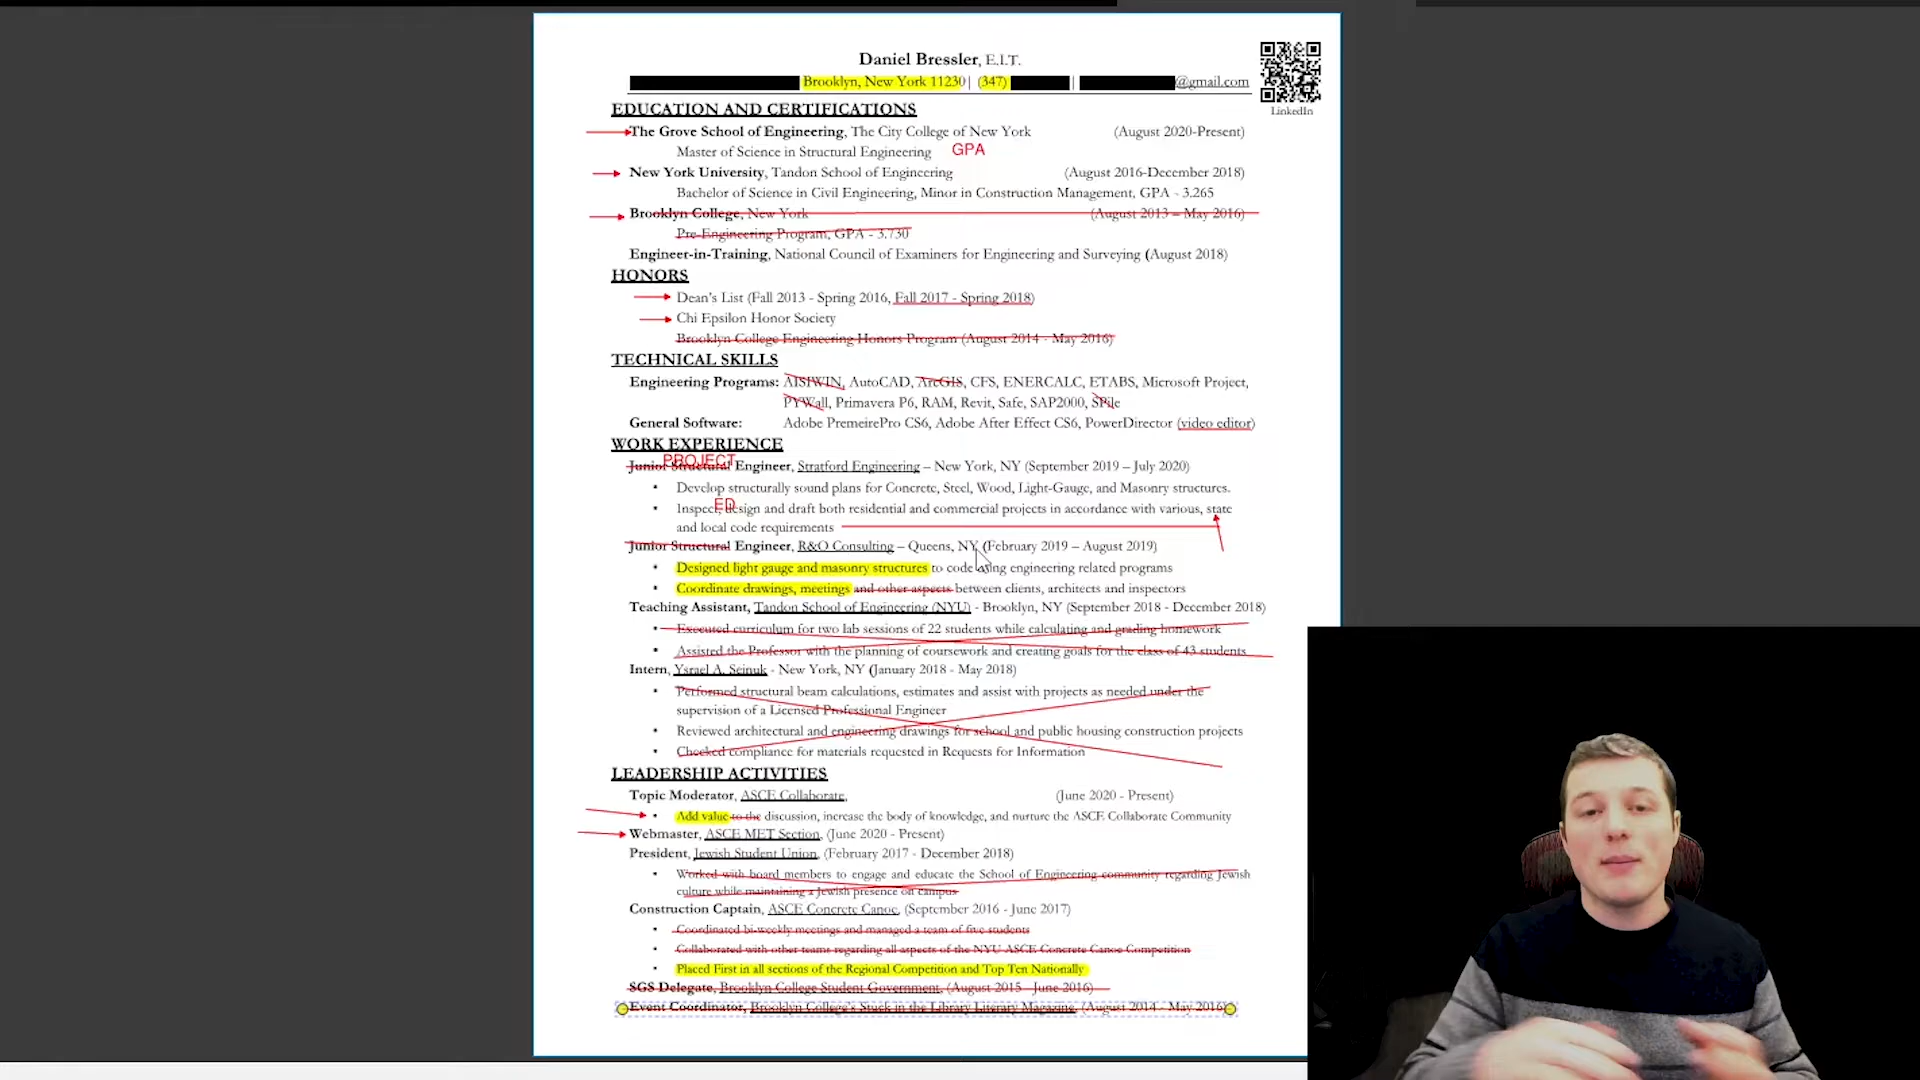 Daniel Bressler, E.I.T.
Brooklyn, New York 11230| (347) | @gmail.com
LinkedIn
EDUCATION AND CERTIFICATIONS
The Grove School of Engineering, The City College of New York (August 2020-Present)
Master of Science in Structural Engineering GPA
New York University, Tandon School of Engineering (August 2016-December 2018)
Bachelor of Science in Civil Engineering, Minor in Construction Management, GPA - 3.265
Brooklyn College, New York (August 2013 – May 2016)
Pre-Engineering Program, GPA - 3.730
Engineer-in-Training, National Council of Examiners for Engineering and Surveying (August 2018)
HONORS
Dean's List (Fall 2013 - Spring 2016, Fall 2017 - Spring 2018)
Chi Epsilon Honor Society
Brooklyn College Engineering Honors Program (August 2014 - May 2016)
TECHNICAL SKILLS
Engineering Programs: AISIWIN, AutoCAD, ArcGIS, CFS, ENERCALC, ETABS, Microsoft Project,
PYWall, Primavera P6, RAM, Revit, Safe, SAP2000, SPile
General Software: Adobe PremeirePro CS6, Adobe After Effect CS6, PowerDirector (video editor)
WORK EXPERIENCE
PROJECT
Junior Structural Engineer, Stratford Engineering – New York, NY (September 2019 – July 2020)
Develop structurally sound plans for Concrete, Steel, Wood, Light-Gauge, and Masonry structures.
ED
Inspect, design and draft both residential and commercial projects in accordance with various, state
and local code requirements
Junior Structural Engineer, R&O Consulting – Queens, NY (February 2019 – August 2019)
Designed light gauge and masonry structures to code using engineering related programs
Coordinate drawings, meetings and other aspects between clients, architects and inspectors
Teaching Assistant, Tandon School of Engineering (NYU) - Brooklyn, NY (September 2018 - December 2018)
Executed curriculum for two lab sessions of 22 students while calculating and grading homework
Assisted the Professor with the planning of coursework and creating goals for the class of 43 students
Intern, Ysrael A. Seinuk - New York, NY (January 2018 - May 2018)
Performed structural beam calculations, estimates and assist with projects as needed under the
supervision of a Licensed Professional Engineer
Reviewed architectural and engineering drawings for school and public housing construction projects
Checked compliance for materials requested in Requests for Information
LEADERSHIP ACTIVITIES
Topic Moderator, ASCE Collaborate, (June 2020 - Present)
Add value to the discussion, increase the body of knowledge, and nurture the ASCE Collaborate Community
Webmaster, ASCE MET Section, (June 2020 - Present)
President, Jewish Student Union, (February 2017 - December 2018)
Worked with board members to engage and educate the School of Engineering community regarding Jewish
culture while maintaining a Jewish presence on campus
Construction Captain, ASCE Concrete Canoe, (September 2016 - June 2017)
Coordinated bi-weekly meetings and managed a team of five students
Collaborated with other teams regarding all aspects of the NYU ASCE Concrete Canoe Competition
Placed First in all sections of the Regional Competition and Top Ten Nationally
SGS Delegate, Brooklyn College Student Government, (August 2015 - June 2016)
Event Coordinator, Brooklyn College's Stuck in the Library Literary Magazine, (August 2014 - May 2016)